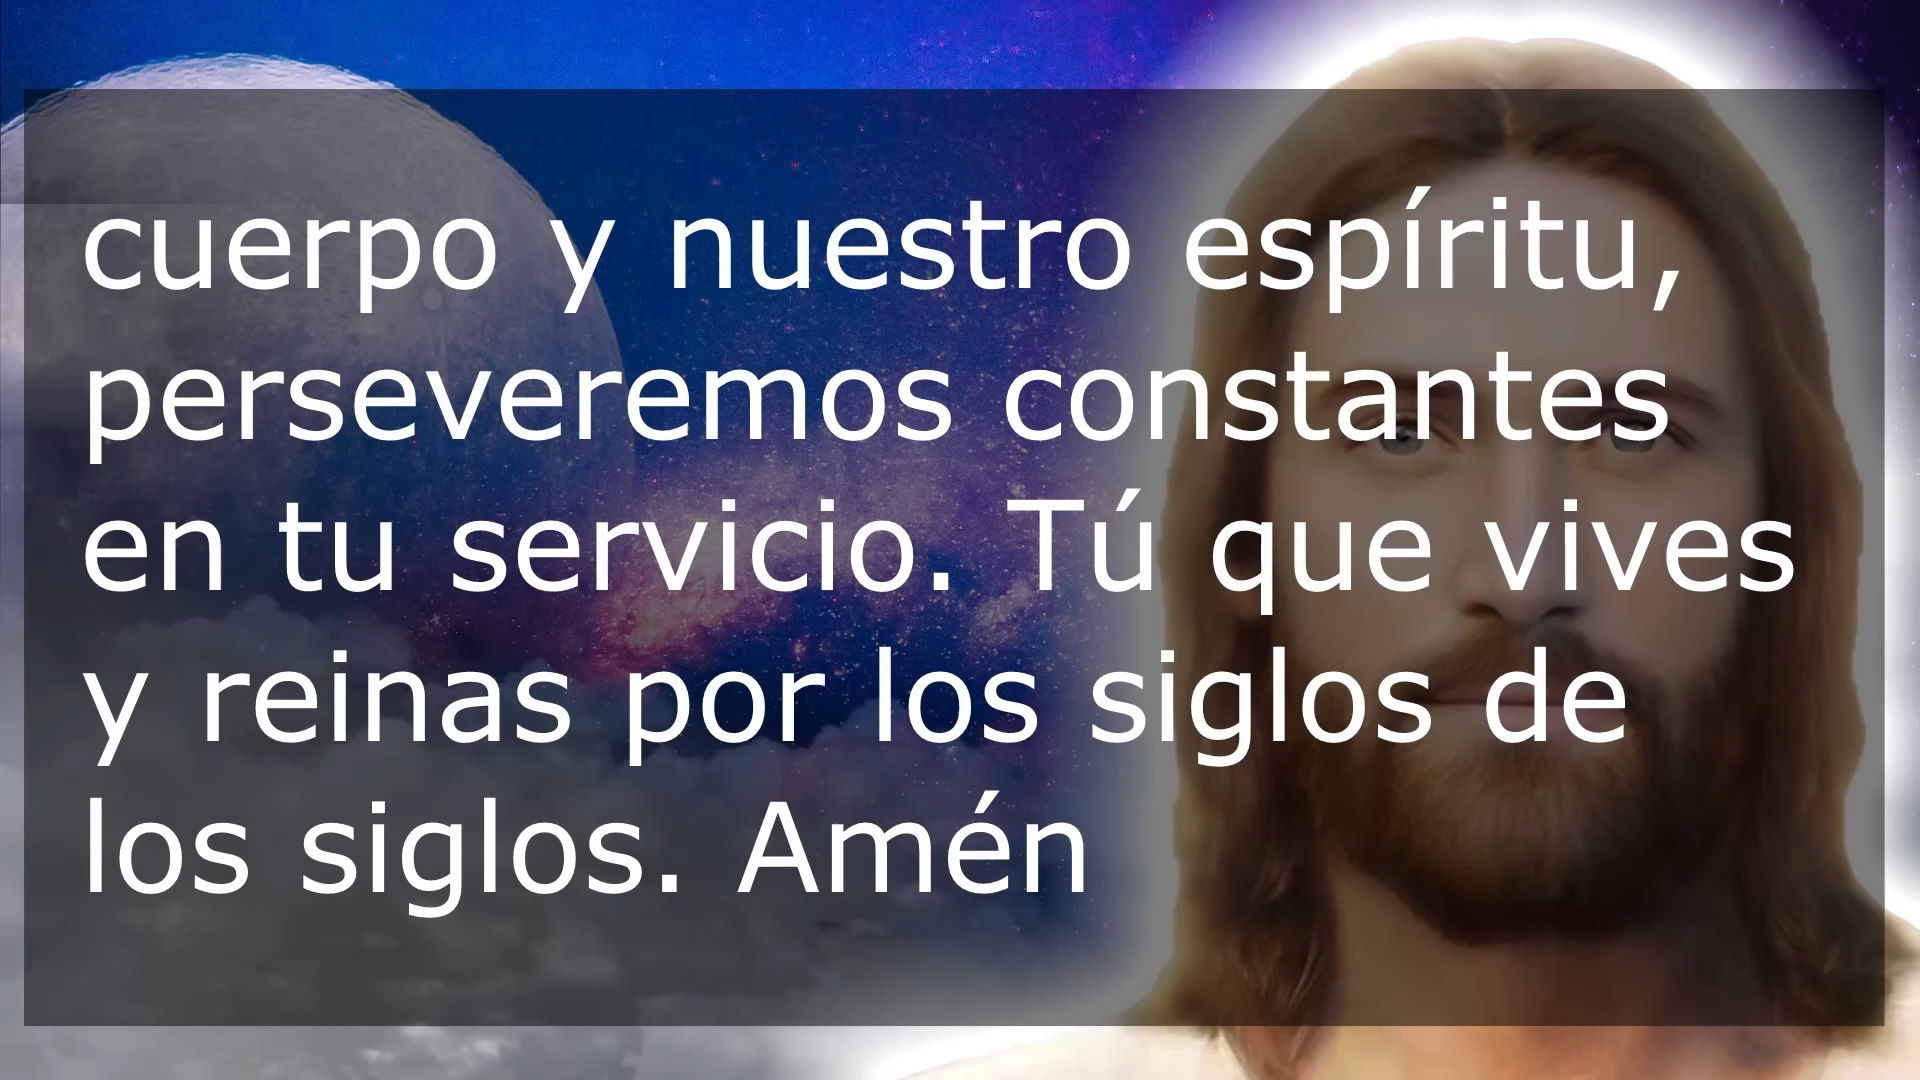 cuerpo y nuestro espíritu,
perseveremos constantes
en tu servicio. Tú que vives
y reinas por los siglos de
los siglos. Amén